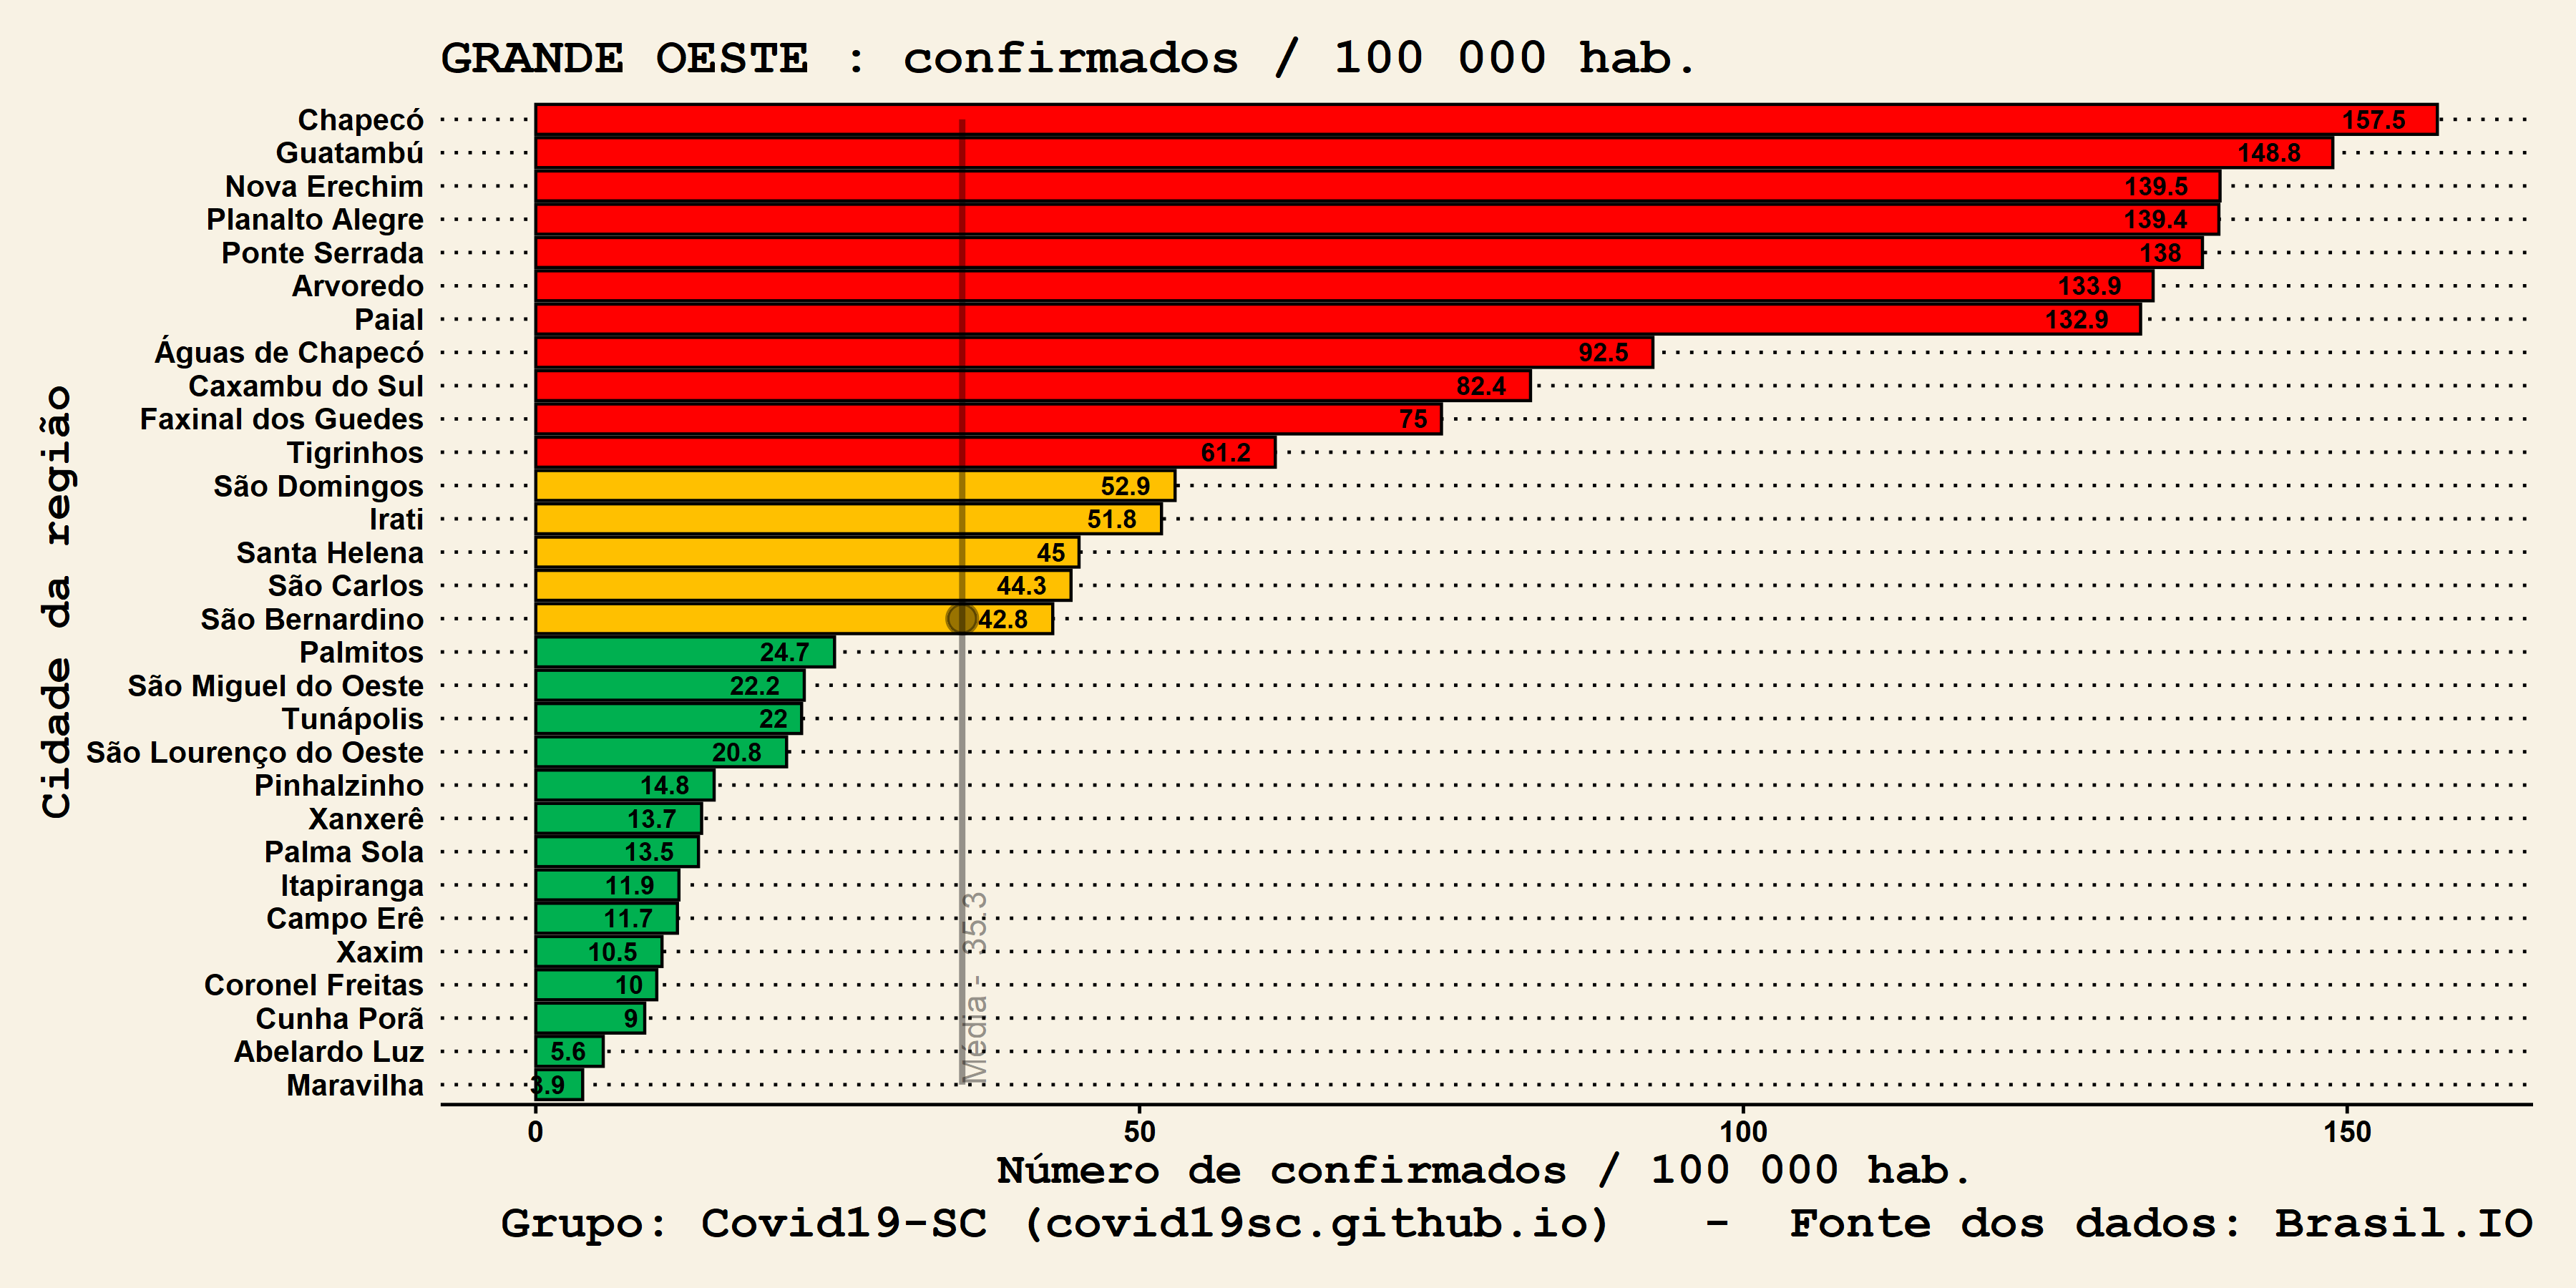 GRANDE OESTE : confirmados / 100 000 hab.
Cidade da região
Chapecó 157.5
Guatambú 148.8
Nova Erechim 139.5
Planalto Alegre 139.4
Ponte Serrada 138
Arvoredo 133.9
Paial 132.9
Águas de Chapecó 92.5
Caxambu do Sul 82.4
Faxinal dos Guedes 75
Tigrinhos 61.2
São Domingos 52.9
Irati 51.8
Santa Helena 45
São Carlos 44.3
São Bernardino 42.8
Palmitos 24.7
São Miguel do Oeste 22.2
Tunápolis 22
São Lourenço do Oeste 20.8
Pinhalzinho 14.8
Xanxerê 13.7
Palma Sola 13.5
Itapiranga 11.9
Campo Erê 11.7
Xaxim 10.5
Coronel Freitas 10
Cunha Porã 9
Abelardo Luz 5.6
Maravilha 3.9
Média - 35.3
0 50 100 150
Número de confirmados / 100 000 hab.
Grupo: Covid19-SC (covid19sc.github.io) - Fonte dos dados: Brasil.IO